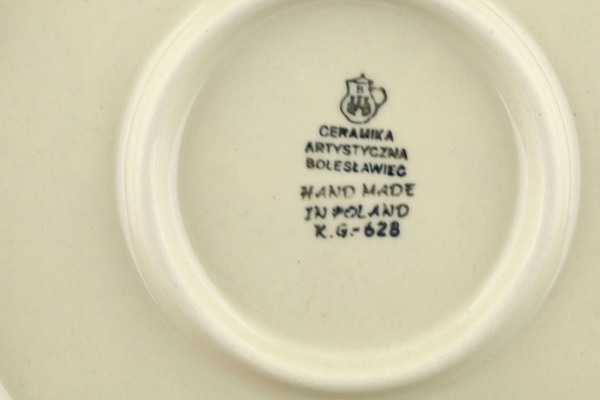 CERAMIKA
ARTYSTYCZNA
BOLESŁAWIEC
HAND MADE
IN POLAND
K.G.-628